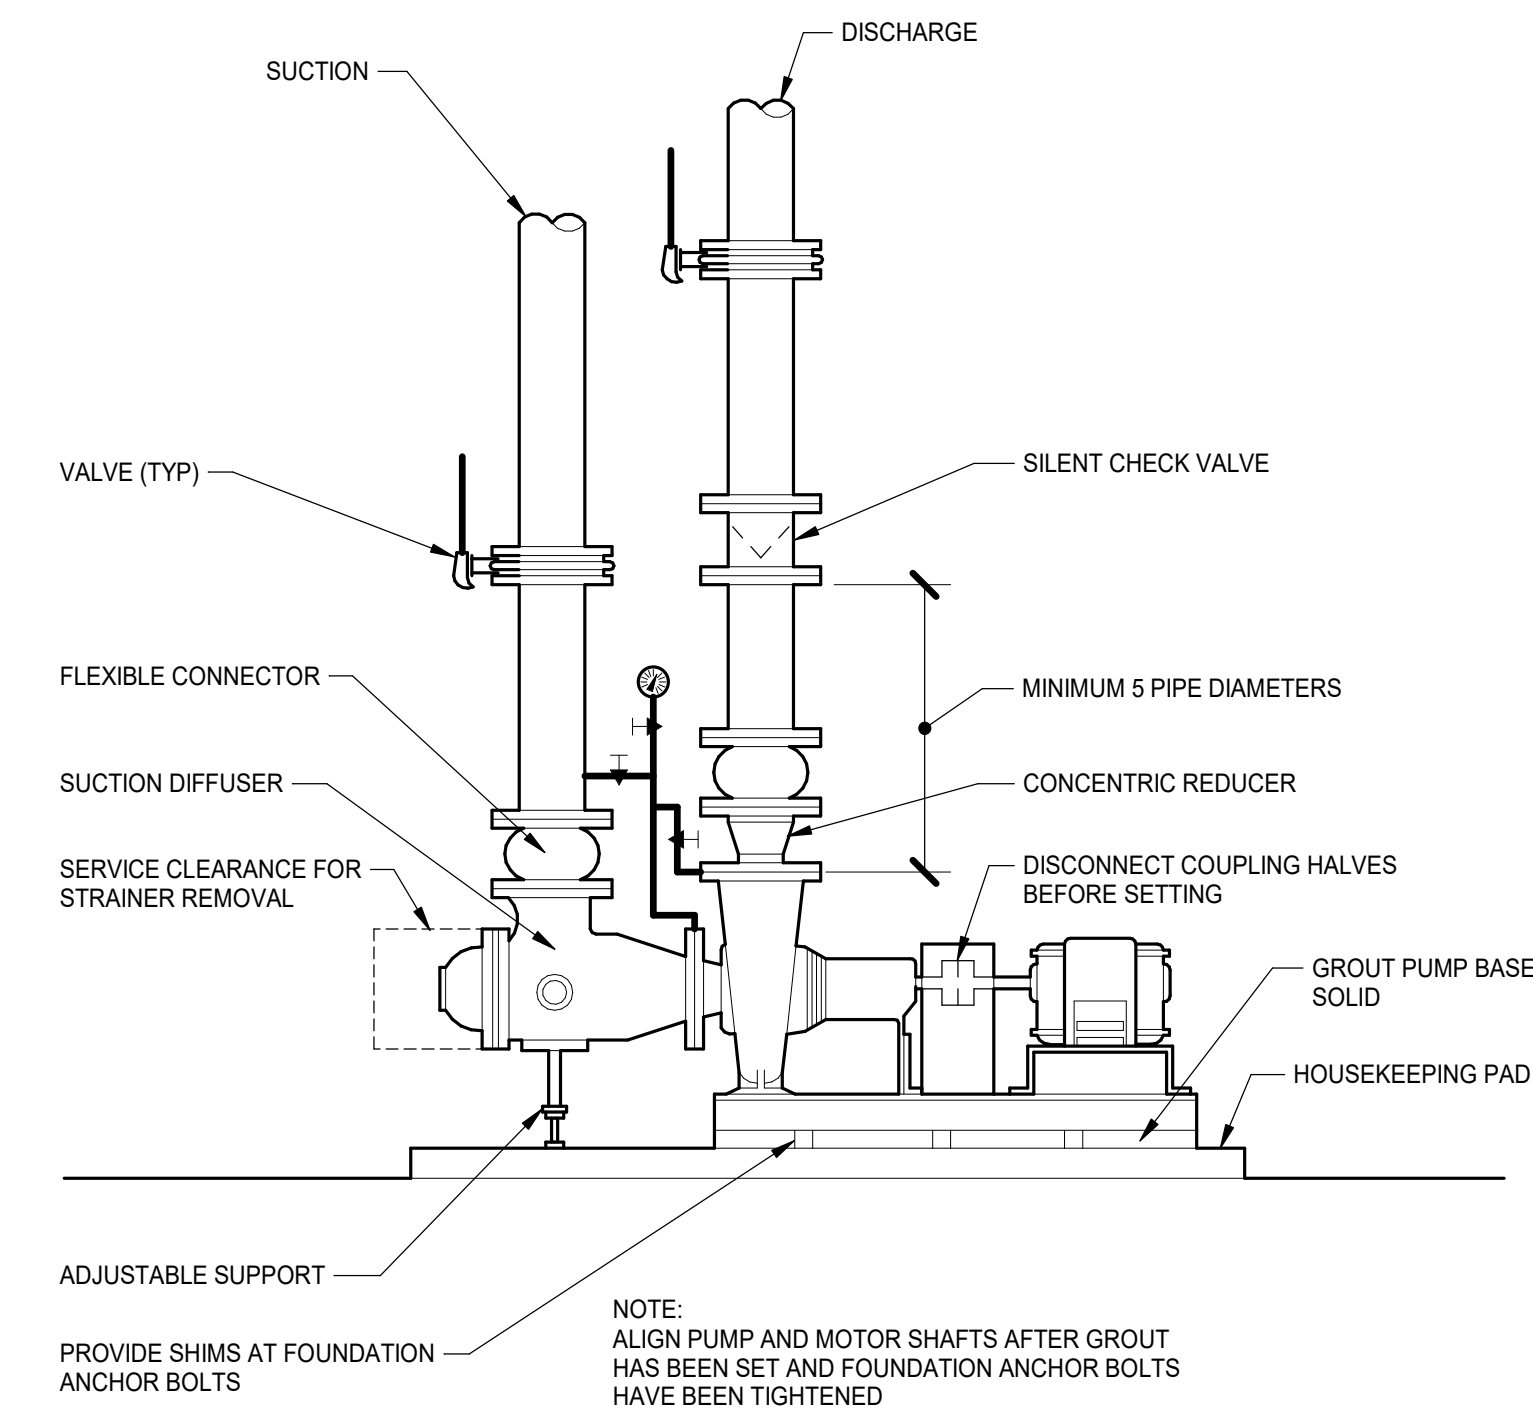 DISCHARGE
SUCTION
VALVE (TYP)
SILENT CHECK VALVE
FLEXIBLE CONNECTOR
MINIMUM 5 PIPE DIAMETERS
SUCTION DIFFUSER
CONCENTRIC REDUCER
SERVICE CLEARANCE FOR
STRAINER REMOVAL
DISCONNECT COUPLING HALVES
BEFORE SETTING
GROUT PUMP BASE
SOLID
HOUSEKEEPING PAD
ADJUSTABLE SUPPORT
PROVIDE SHIMS AT FOUNDATION
ANCHOR BOLTS
NOTE:
ALIGN PUMP AND MOTOR SHAFTS AFTER GROUT
HAS BEEN SET AND FOUNDATION ANCHOR BOLTS
HAVE BEEN TIGHTENED